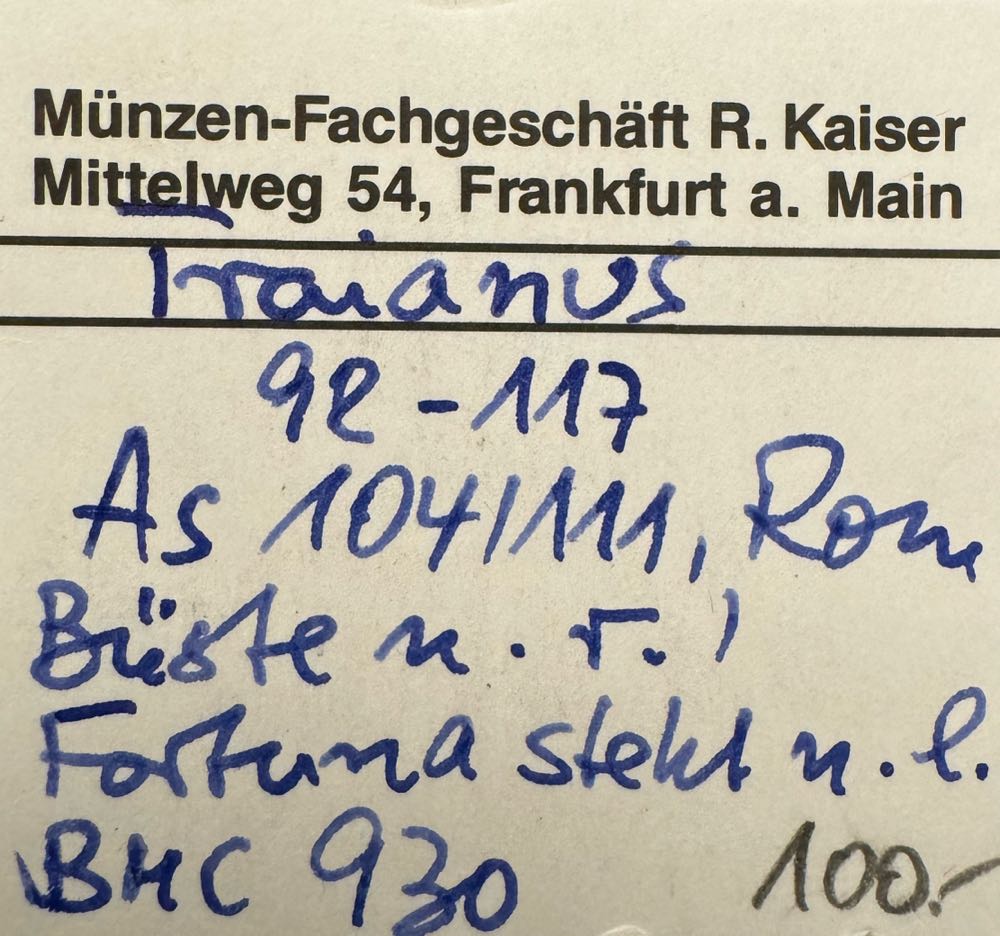 Münzen-Fachgeschäft R. Kaiser
Mittelweg 54, Frankfurt a. Main
Traianus
98 - 117
As 104/111, Rom
Büste n. r. /
Fortuna steht n. l.
BMC 930 100.-